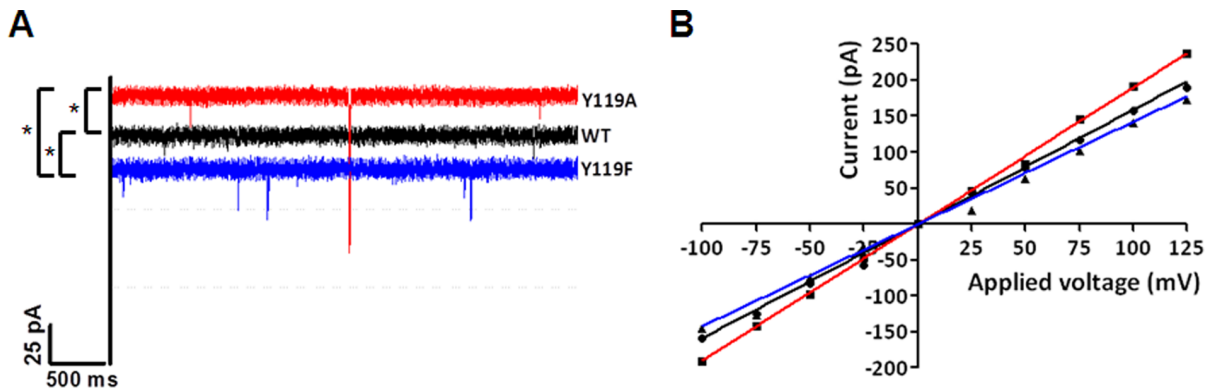 A
*
*
*
Y119A
WT
Y119F
25 pA
500 ms
B
Current (pA)
250
200
150
100
50
-100 -75 -50 -25 25 50 75 100 125
-50
-100
-150
-200
Applied voltage (mV)